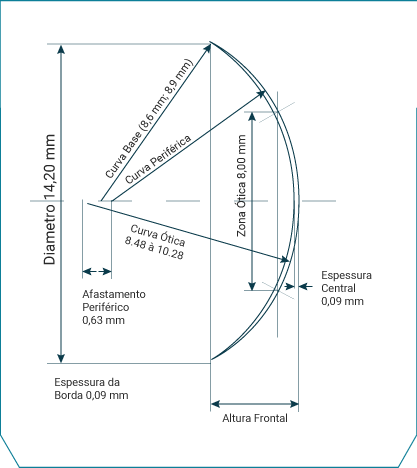 Diametro 14,20 mm
Curva Base (8,6 mm; 8,9 mm)
Curva Periférica
Zona Ótica 8,00 mm
Curva Ótica
8.48 à 10.28
Afastamento
Periférico
0,63 mm
Espessura
Central
0,09 mm
Espessura da
Borda 0,09 mm
Altura Frontal